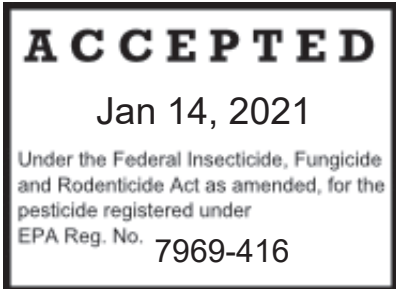 ACCEPTED
Jan 14, 2021
Under the Federal Insecticide, Fungicide
and Rodenticide Act as amended, for the
pesticide registered under
EPA Reg. No. 7969-416